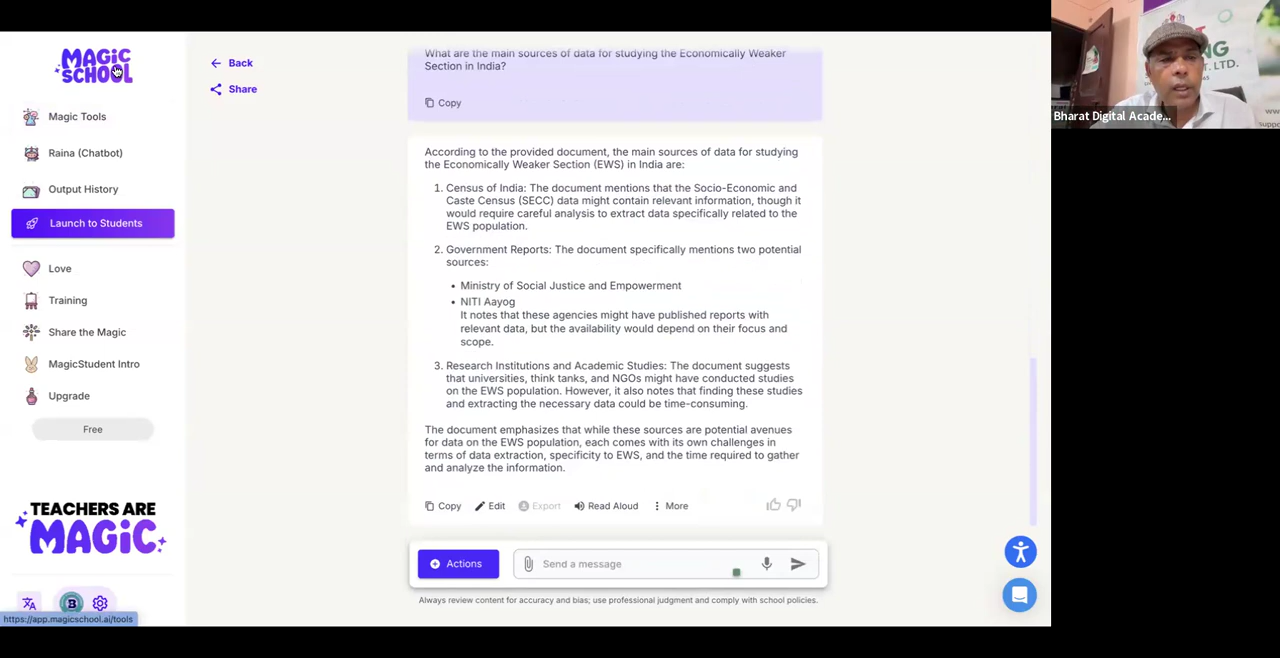 MAGIC
SCHOOL
Magic Tools
Raina (Chatbot)
Output History
Launch to Students
Love
Training
Share the Magic
MagicStudent Intro
Upgrade
Free
TEACHERS ARE
MAGIC
B
https://app.magicschool.ai/tools
Back
Share
What are the main sources of data for studying the Economically Weaker
Section in India?
Copy
According to the provided document, the main sources of data for studying
the Economically Weaker Section (EWS) in India are:
1. Census of India: The document mentions that the Socio-Economic and
Caste Census (SECC) data might contain relevant information, though it
would require careful analysis to extract data specifically related to the
EWS population.
2. Government Reports: The document specifically mentions two potential
sources:
• Ministry of Social Justice and Empowerment
• NITI Aayog
It notes that these agencies might have published reports with
relevant data, but the availability would depend on their focus and
scope.
3. Research Institutions and Academic Studies: The document suggests
that universities, think tanks, and NGOs might have conducted studies
on the EWS population. However, it also notes that finding these studies
and extracting the necessary data could be time-consuming.
The document emphasizes that while these sources are potential avenues
for data on the EWS population, each comes with its own challenges in
terms of data extraction, specificity to EWS, and the time required to gather
and analyze the information.
Copy Edit Export Read Aloud More
Actions Send a message
Always review content for accuracy and bias; use professional judgment and comply with school policies.
PVT. LTD.
Bharat Digital Acade...